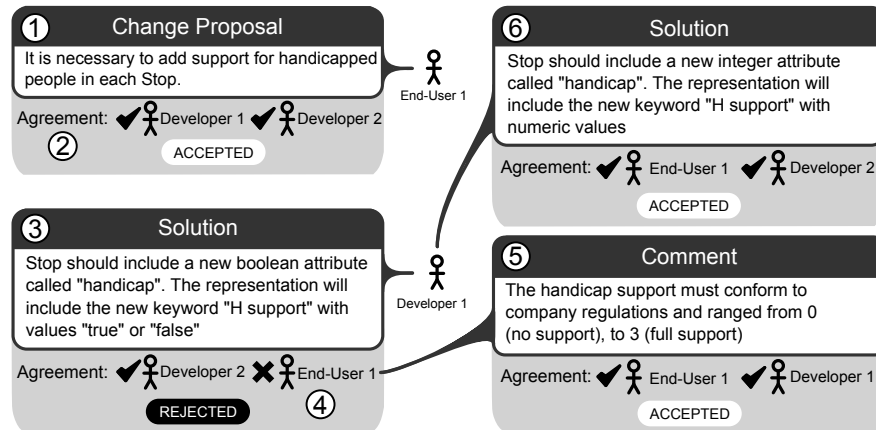 ① Change Proposal
It is necessary to add support for handicapped
people in each Stop.
Agreement: Developer 1 Developer 2
②
ACCEPTED
End-User 1
③ Solution
Stop should include a new boolean attribute
called "handicap". The representation will
include the new keyword "H support" with
values "true" or "false"
Agreement: Developer 2 End-User 1
④
REJECTED
Developer 1
⑥ Solution
Stop should include a new integer attribute
called "handicap". The representation will
include the new keyword "H support" with
numeric values
Agreement: End-User 1 Developer 2
ACCEPTED
⑤ Comment
The handicap support must conform to
company regulations and ranged from 0
(no support), to 3 (full support)
Agreement: End-User 1 Developer 1
ACCEPTED